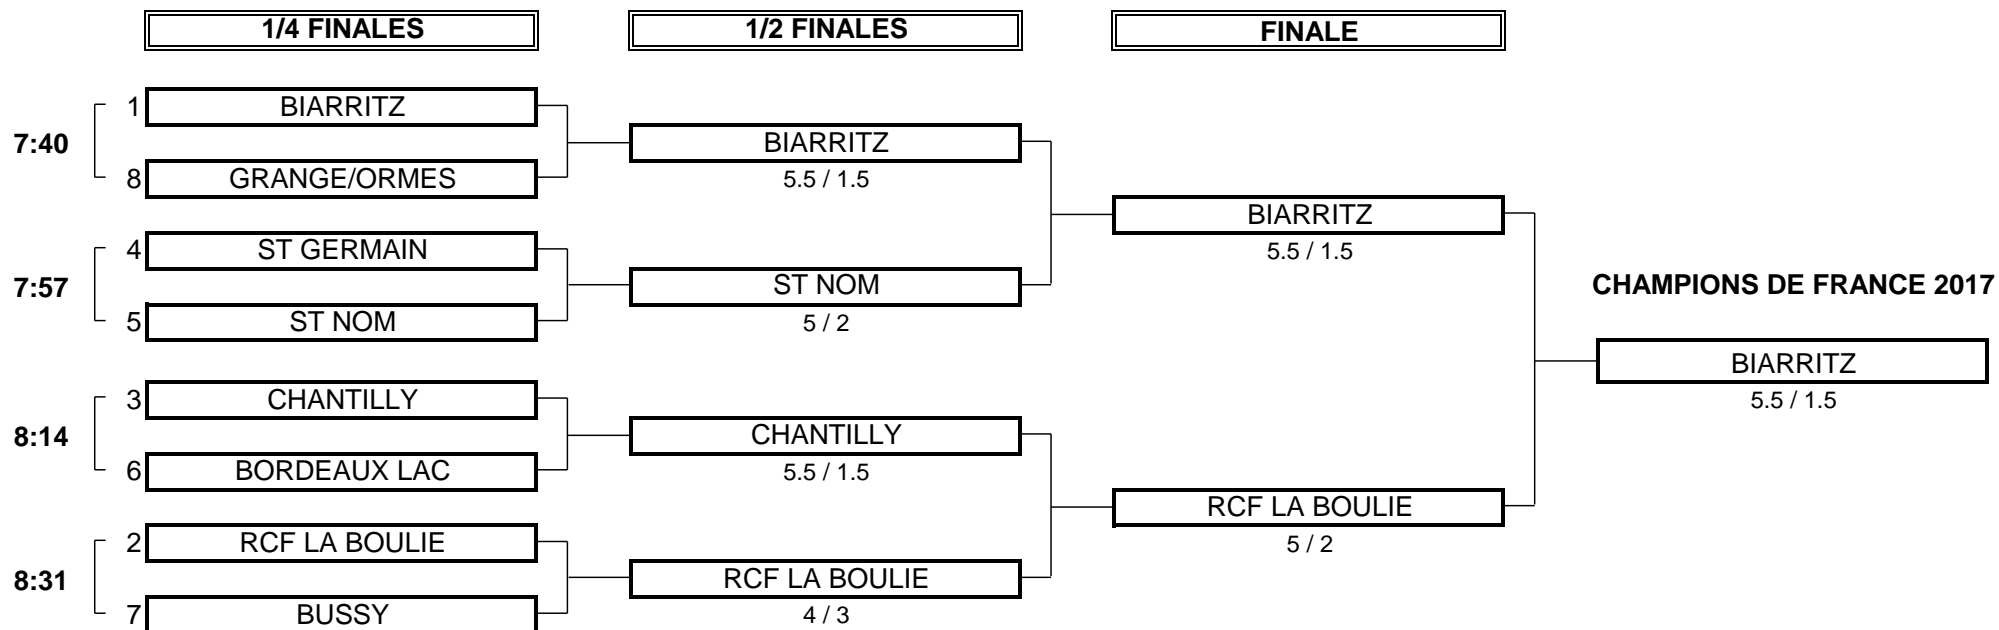 1/4 FINALES
1/2 FINALES
FINALE
7:40
1 BIARRITZ
8 GRANGE/ORMES
BIARRITZ
5.5 / 1.5
7:57
4 ST GERMAIN
5 ST NOM
ST NOM
5 / 2
BIARRITZ
5.5 / 1.5
8:14
3 CHANTILLY
6 BORDEAUX LAC
CHANTILLY
5.5 / 1.5
8:31
2 RCF LA BOULIE
7 BUSSY
RCF LA BOULIE
4 / 3
RCF LA BOULIE
5 / 2
CHAMPIONS DE FRANCE 2017
BIARRITZ
5.5 / 1.5